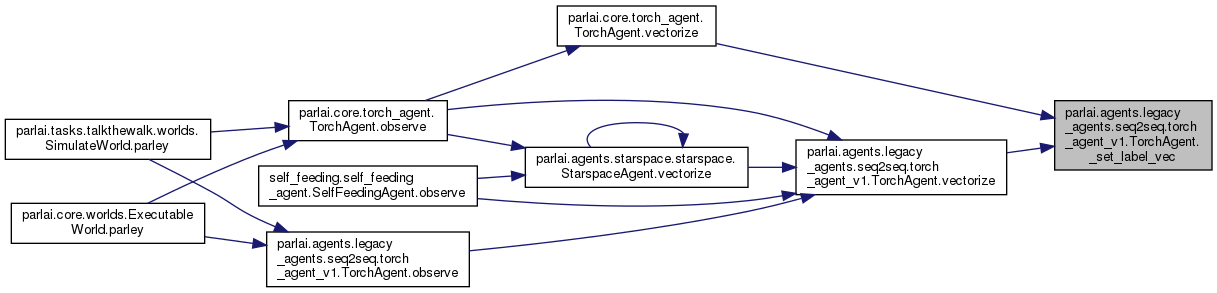 parlai.core.torch_agent.
TorchAgent.vectorize
parlai.core.torch_agent.
TorchAgent.observe
parlai.tasks.talkthewalk.worlds.
SimulateWorld.parley
parlai.agents.starspace.starspace.
StarspaceAgent.vectorize
self_feeding.self_feeding
_agent.SelfFeedingAgent.observe
parlai.core.worlds.Executable
World.parley
parlai.agents.legacy
_agents.seq2seq.torch
_agent_v1.TorchAgent.observe
parlai.agents.legacy
_agents.seq2seq.torch
_agent_v1.TorchAgent.vectorize
parlai.agents.legacy
_agents.seq2seq.torch
_agent_v1.TorchAgent.
_set_label_vec